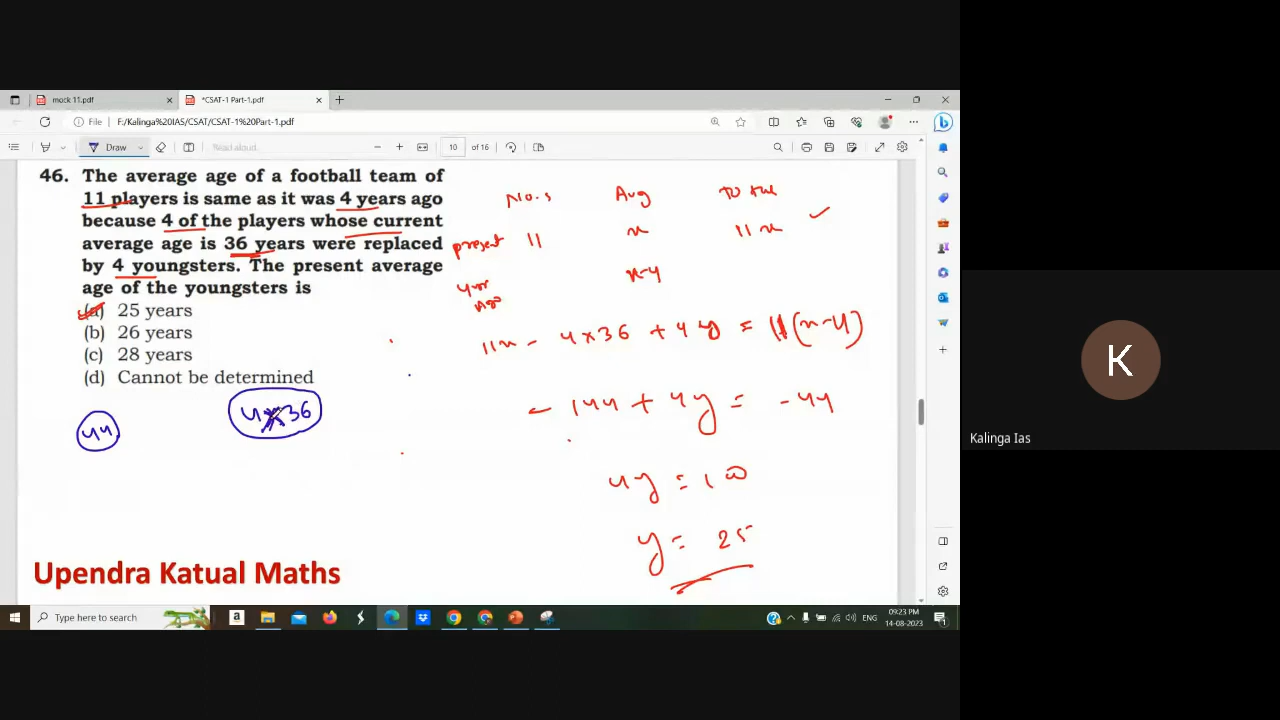 mock 11.pdf
*CSAT-1 Part-1.pdf
File
F:/Kalinga%20IAS/CSAT/CSAT-1%20Part-1.pdf
Draw
Read aloud
10 of 16
46. The average age of a football team of
11 players is same as it was 4 years ago
because 4 of the players whose current
average age is 36 years were replaced
by 4 youngsters. The present average
age of the youngsters is
(a) 25 years
(b) 26 years
(c) 28 years
(d) Cannot be determined
44
4×36
No.s Avg
present 11 x 11x
4yr Ago x-4
11x - 4×36 + 4y = 11(x-4)
- 144 + 4y = -44
4y = 100
y = 25
Upendra Katual Maths
K
Kalinga Ias
Type here to search
ENG
09:23 PM
14-08-2023